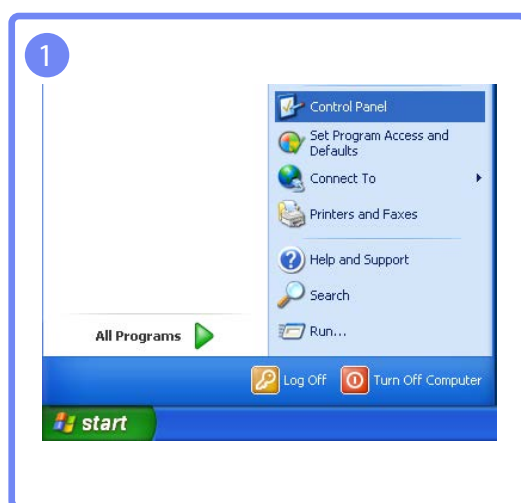 1
Control Panel
Set Program Access and
Defaults
Connect To
Printers and Faxes
Help and Support
Search
All Programs
Run...
Log Off
Turn Off Computer
start